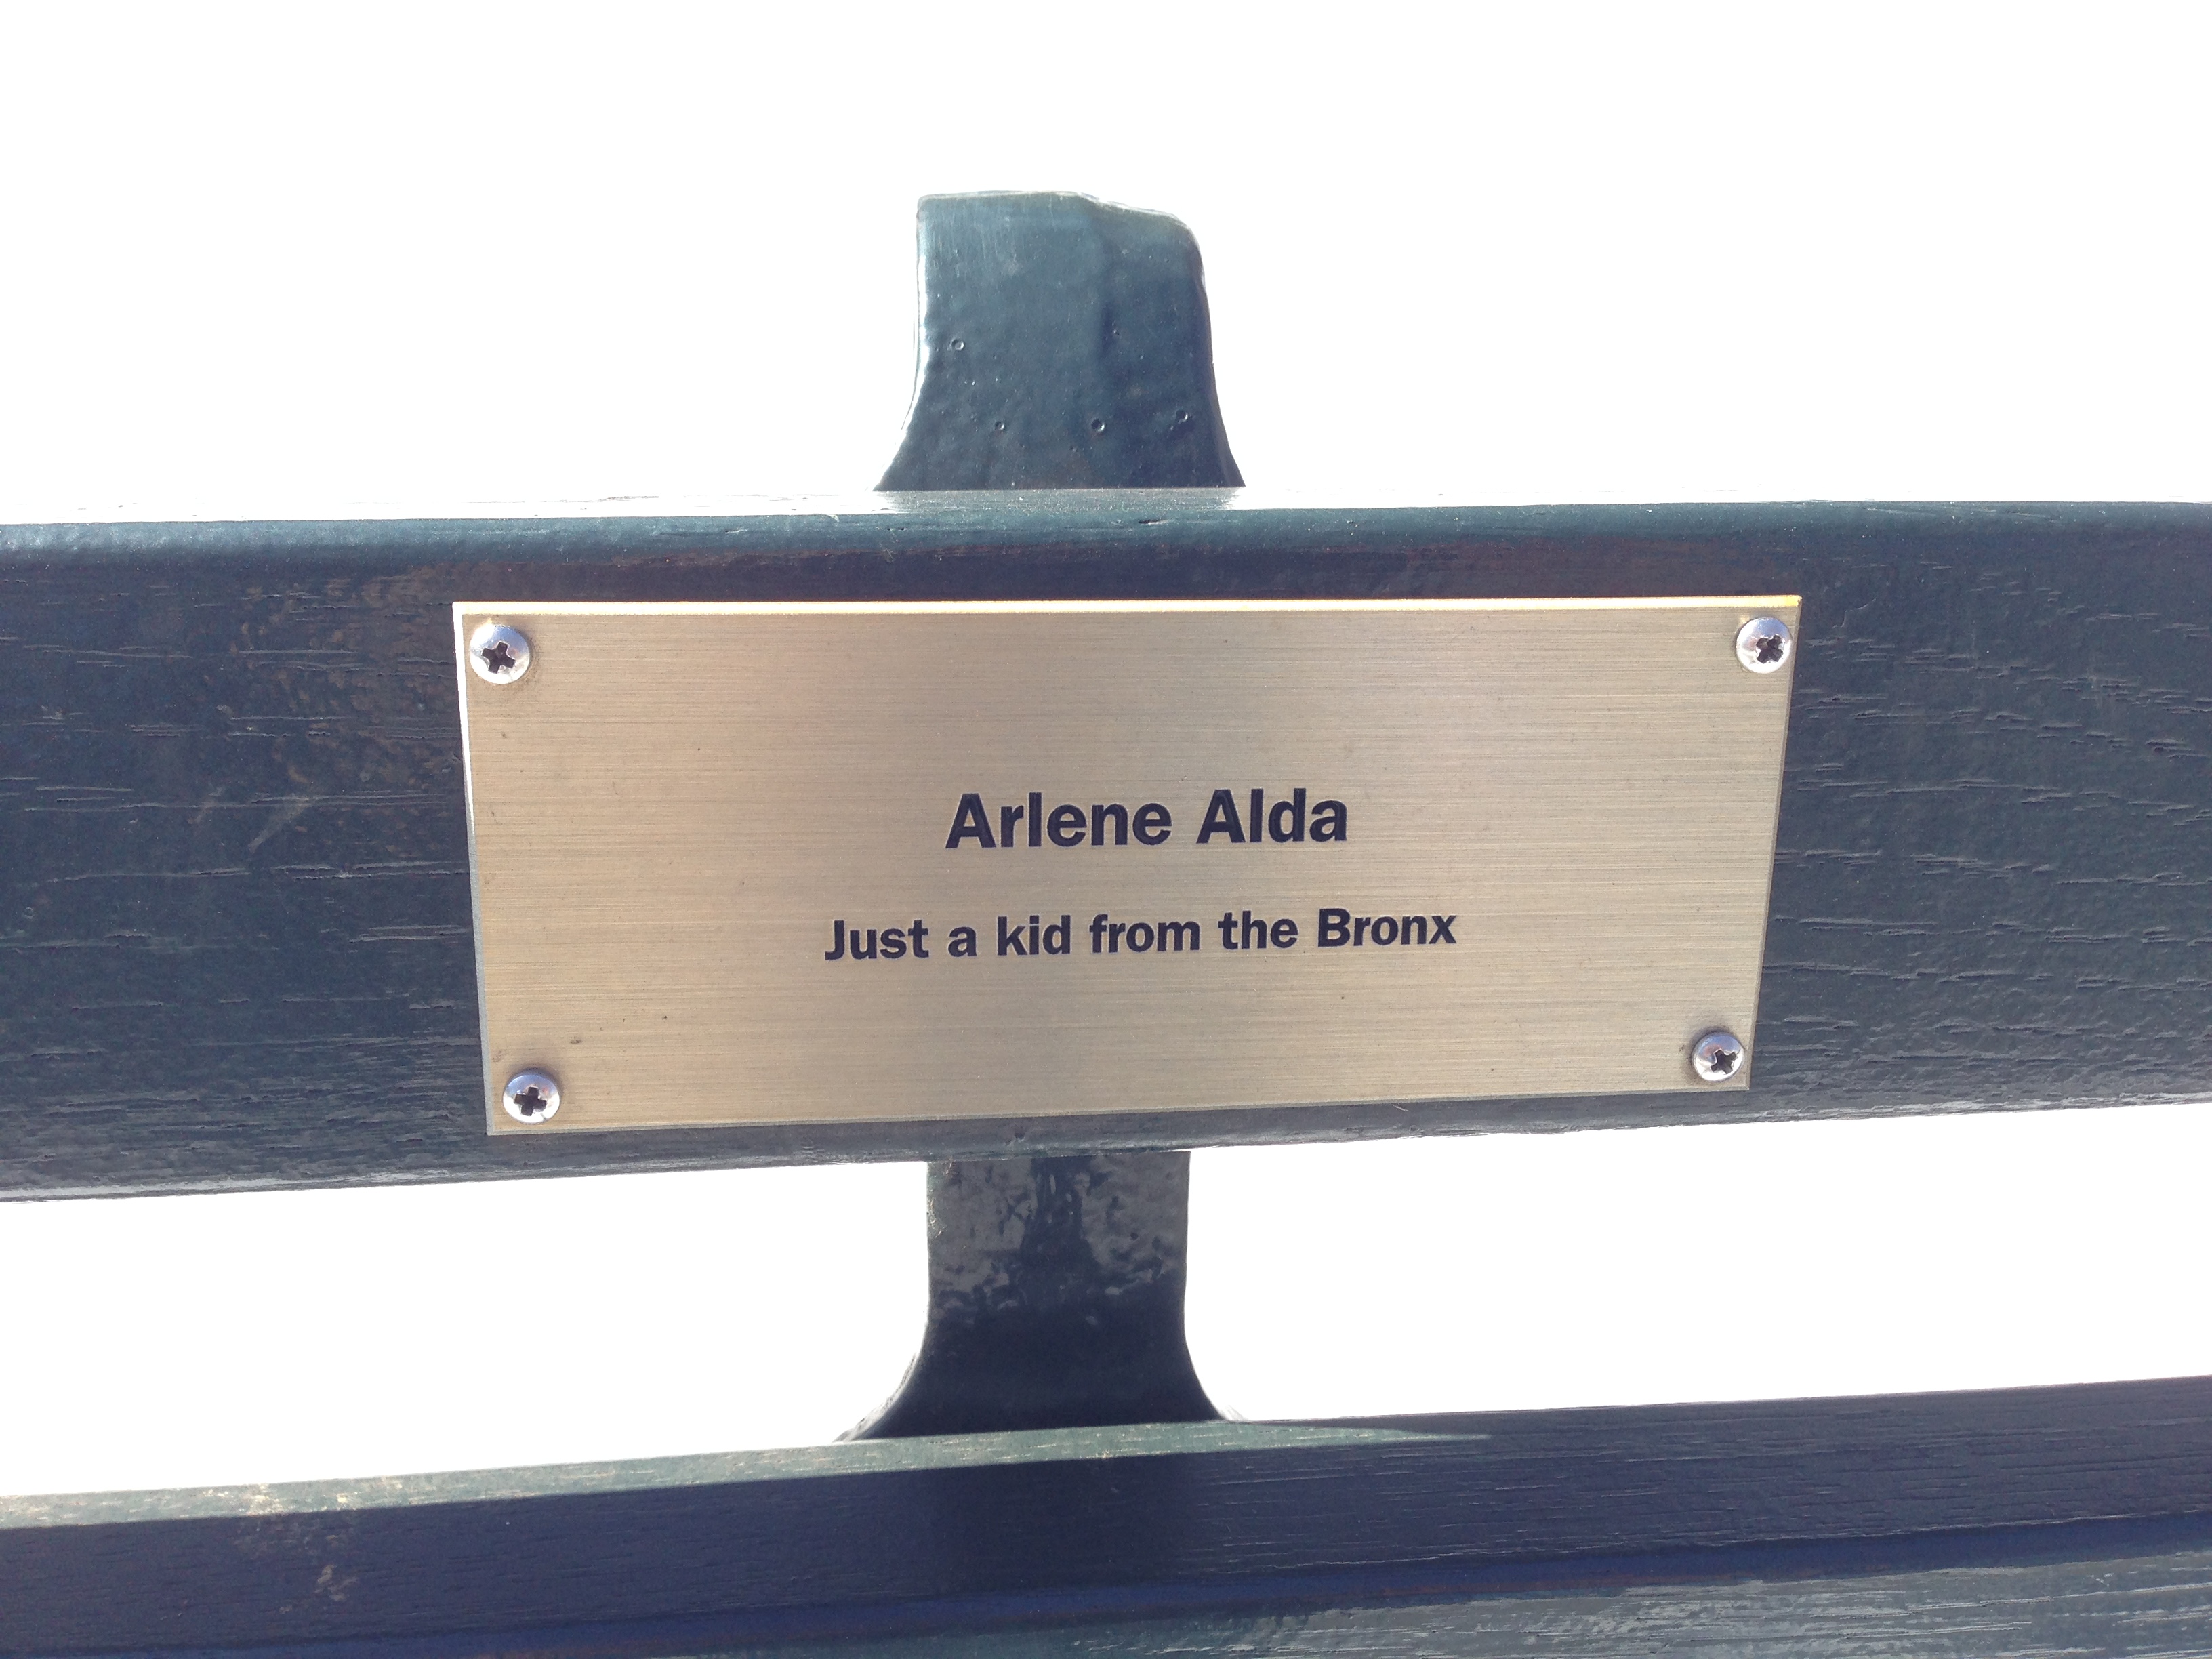 Arlene Alda
Just a kid from the Bronx